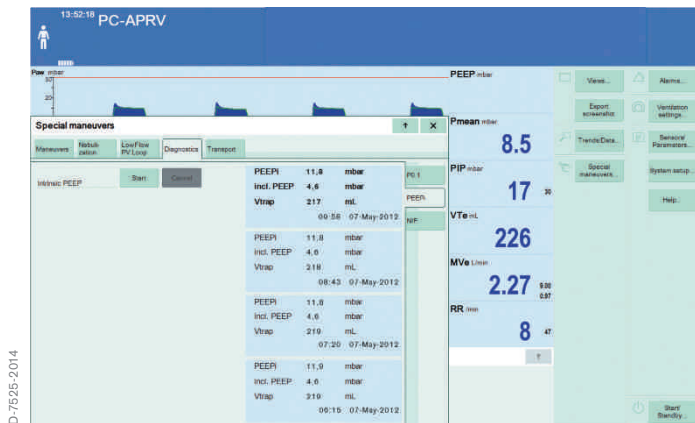 13:52:18 PC-APRV
Paw mbar
20
Special maneuvers
Maneuvers
Nebuli-
zation
Low Flow
PV Loop
Diagnostics
Transport
Intrinsic PEEP
Start
Cancel
PEEPi 11,8 mbar
incl. PEEP 4,6 mbar
Vtrap 217 mL
09:58 07-May-2012
PEEPi 11,8 mbar
incl. PEEP 4,6 mbar
Vtrap 218 mL
08:43 07-May-2012
PEEPi 11,8 mbar
incl. PEEP 4,6 mbar
Vtrap 219 mL
07:20 07-May-2012
PEEPi 11,9 mbar
incl. PEEP 4,6 mbar
Vtrap 219 mL
06:15 07-May-2012
P0.1
PEEPi
NIF
PEEP mbar
Pmean mbar
8.5
PIP mbar
17 30
VTe mL
226
MVe L/min
2.27 9.00
0.97
RR /min
8 47
Views...
Alarms...
Export
screenshot
Ventilation
settings...
Trends/Data...
Sensors/
Parameters...
Special
maneuvers...
System setup...
Help...
Start/
Standby...
D-7525-2014